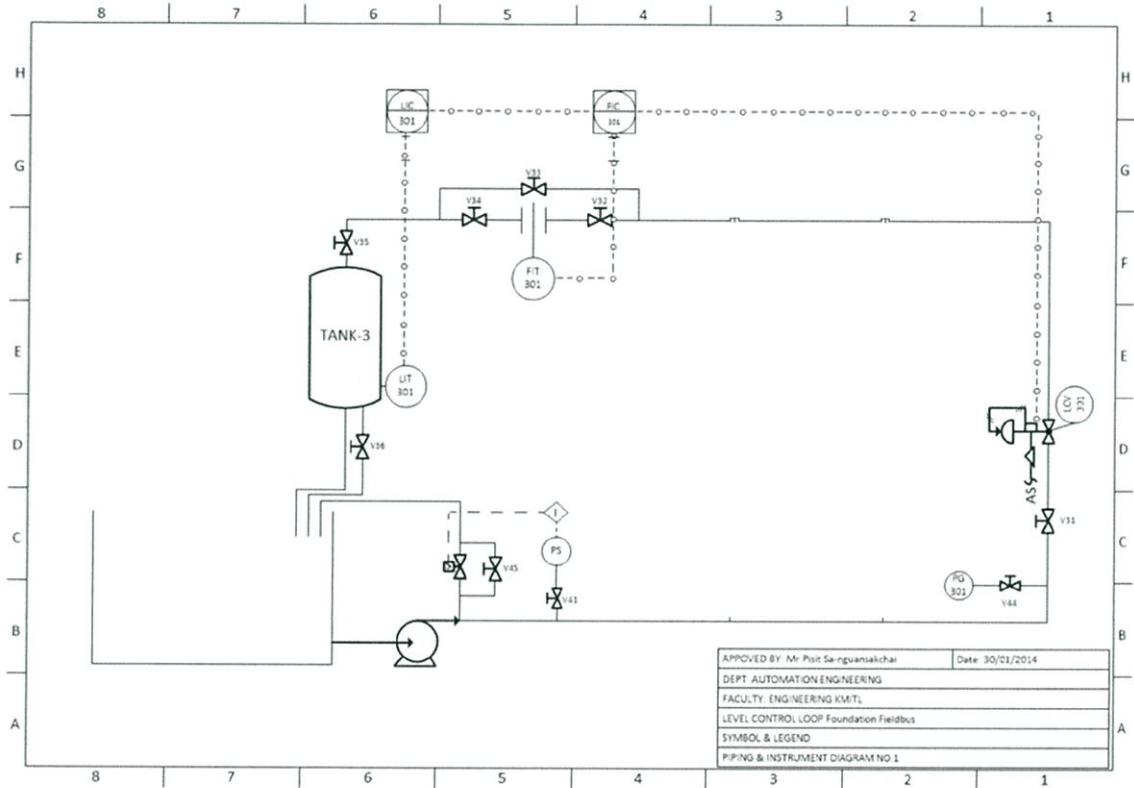 8 7 6 5 4 3 2 1
H H
LIC
301
FIC
301
G G
V33
V34
V32
V35
F F
FIT
301
TANK-3
E E
LIT
301
LCV
301
D D
V36
AS
I
C C
V31
PS
V45
PG
301
V41
V44
B B
APPOVED BY: Mr Pisit Sa-nguansakchai Date: 30/01/2014
DEPT AUTOMATION ENGINEERING
FACULTY: ENGINEERING KMITL
LEVEL CONTROL LOOP Foundation Fieldbus
A A
SYMBOL & LEGEND
PIPING & INSTRUMENT DIAGRAM NO.1
8 7 6 5 4 3 2 1